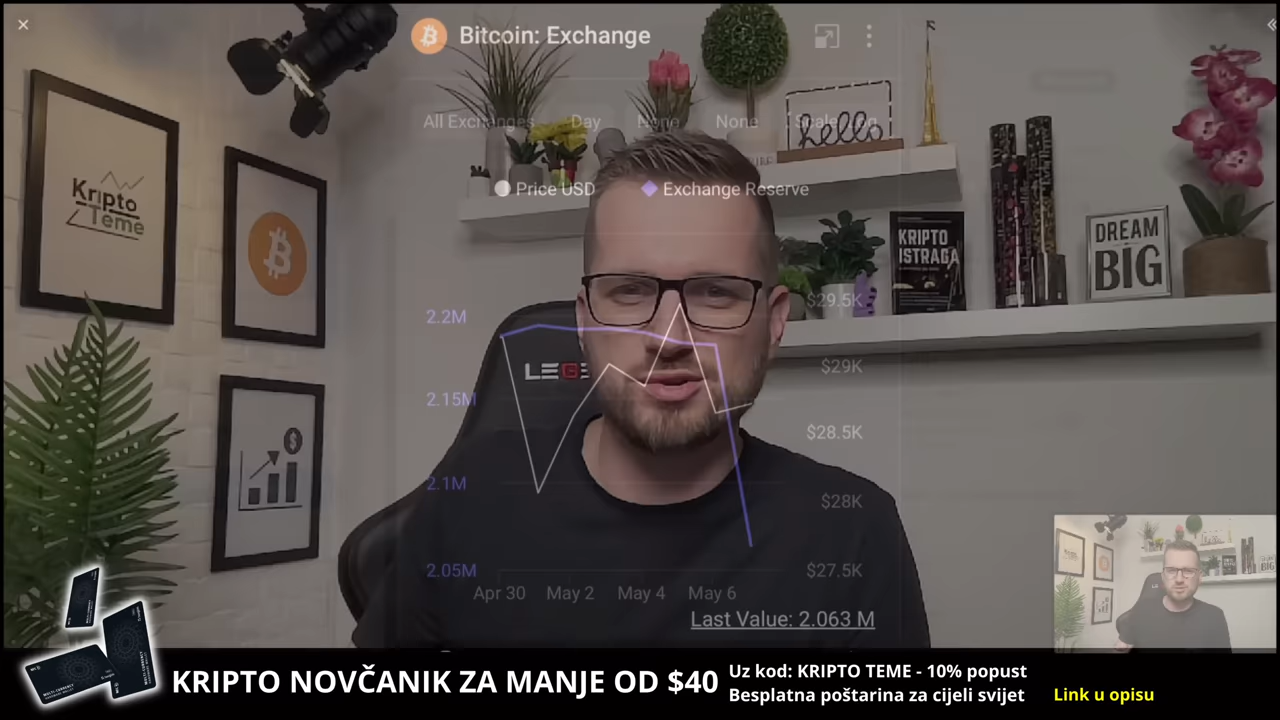 Bitcoin: Exchange
All Exchanges Day None None
hello
Price USD Exchange Reserve
Kripto
Teme
KRIPTO
ISTRAGA
DREAM
BIG
2.2M
2.15M
2.1M
2.05M
$29.5K
$29K
$28.5K
$28K
$27.5K
Apr 30 May 2 May 4 May 6
Last Value: 2.063 M
KRIPTO NOVČANIK ZA MANJE OD $40
Uz kod: KRIPTO TEME - 10% popust
Besplatna poštarina za cijeli svijet
Link u opisu